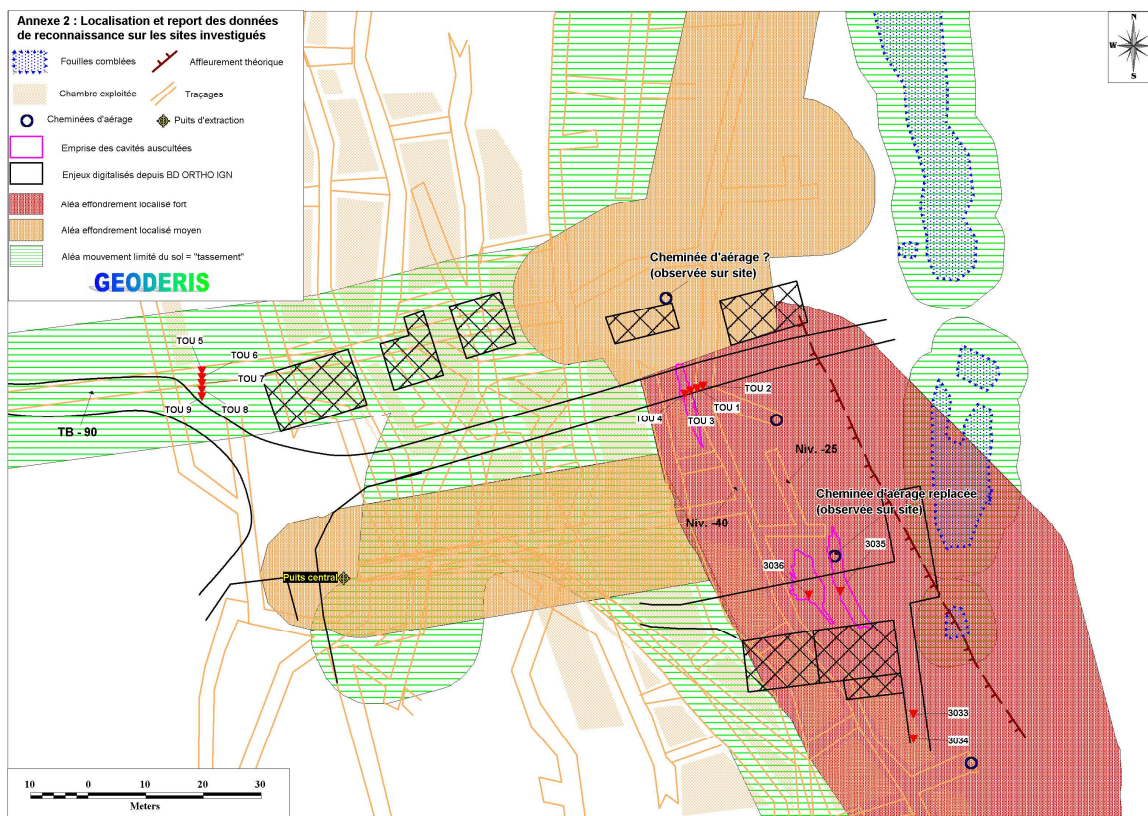 Annexe 2 : Localisation et report des données
de reconnaissance sur les sites investigués
Fouilles comblées
Affleurement théorique
Chambre exploitée
Traçages
Cheminées d'aérage
Puits d'extraction
Emprise des cavités auscultées
Enjeux digitalisés depuis BD ORTHO IGN
Aléa effondrement localisé fort
Aléa effondrement localisé moyen
Aléa mouvement limité du sol = "tassement"
GEODERIS
N
W
S
Cheminée d'aérage ?
(observée sur site)
TOU 5
TOU 6
TOU 7
TOU 9
TOU 8
TB - 90
TOU 2
TOU 1
TOU 4
TOU 3
Niv. -25
Cheminée d'aérage replacée
(observée sur site)
Niv. -40
3035
3036
Puits central
3033
3034
10 0 10 20 30
Meters